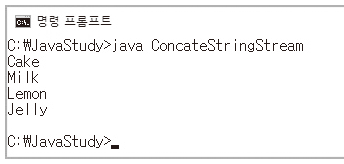 명령 프롬프트
C:₩JavaStudy>java ConcateStringStream
Cake
Milk
Lemon
Jelly
C:₩JavaStudy>